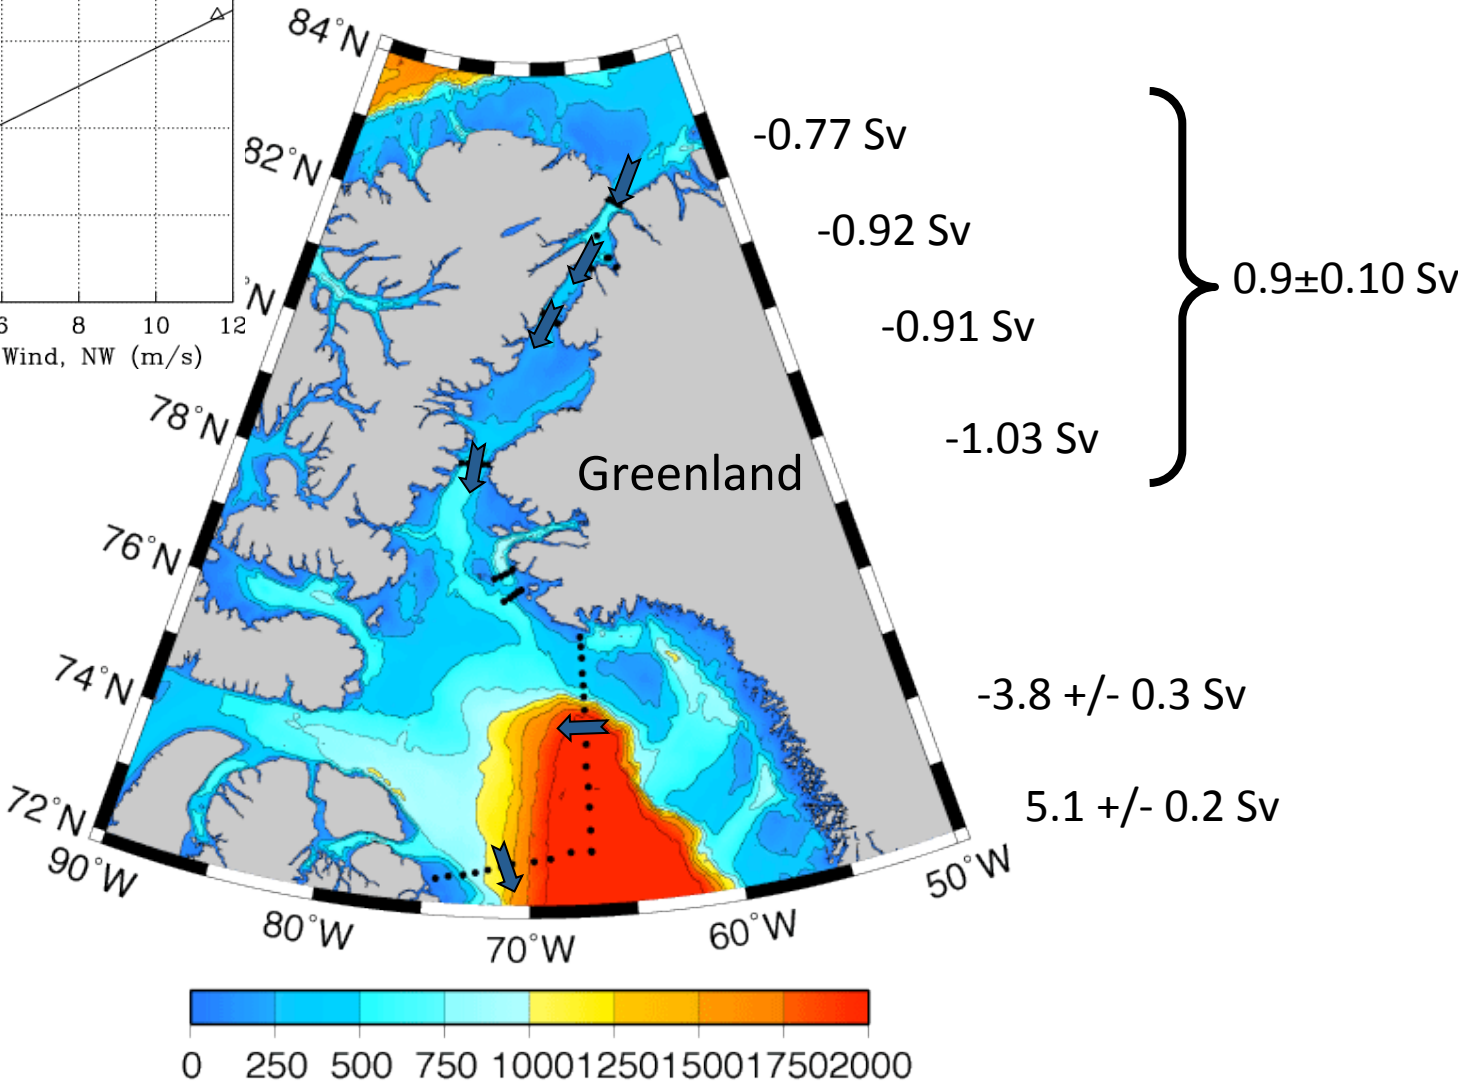 6 8 10 12
Wind, NW (m/s)
84°N
82°N
°N
78°N
76°N
74°N
72°N
90°W
80°W
70°W
60°W
50°W
Greenland
-0.77 Sv
-0.92 Sv
-0.91 Sv
-1.03 Sv
0.9±0.10 Sv
-3.8 +/- 0.3 Sv
5.1 +/- 0.2 Sv
0 250 500 750 1000 1250 1500 1750 2000